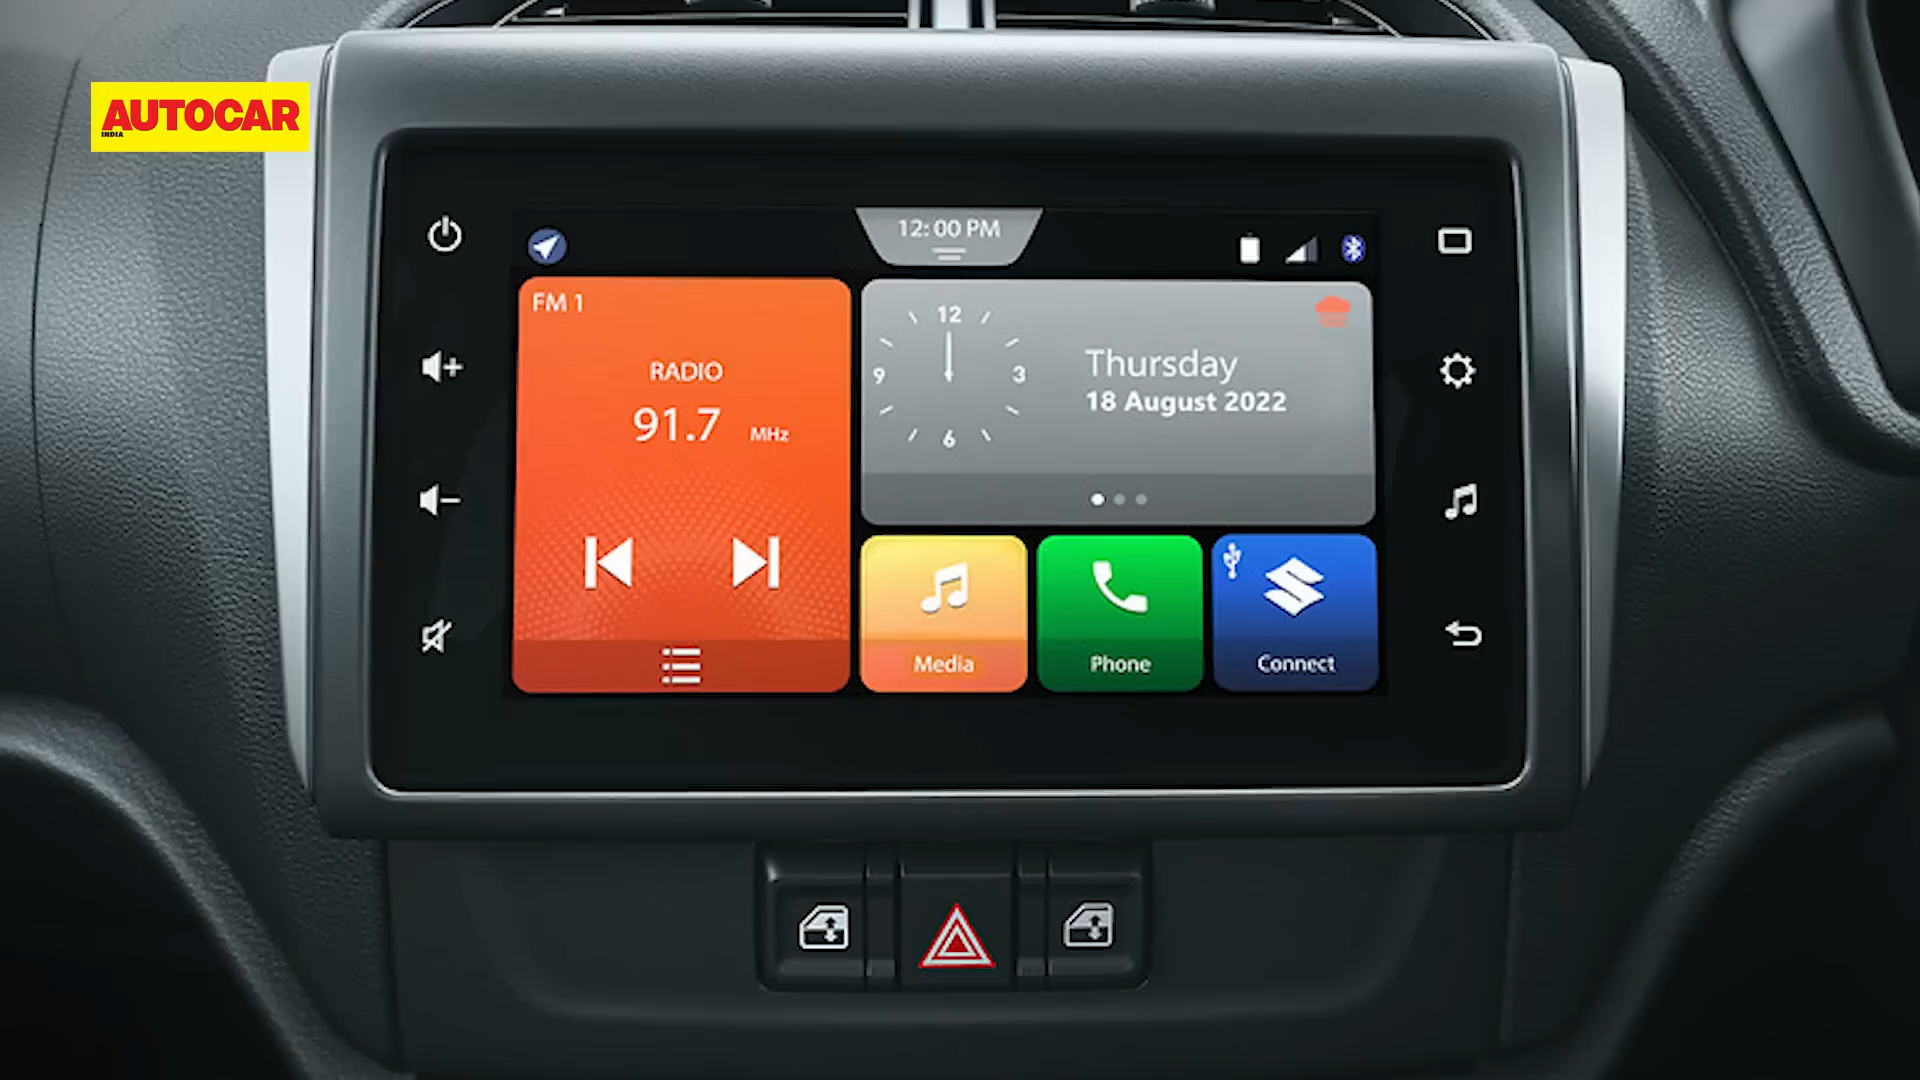 AUTOCAR
INDIA
12:00 PM
FM 1
RADIO
91.7 MHz
12
9
3
6
Thursday
18 August 2022
Media
Phone
Connect